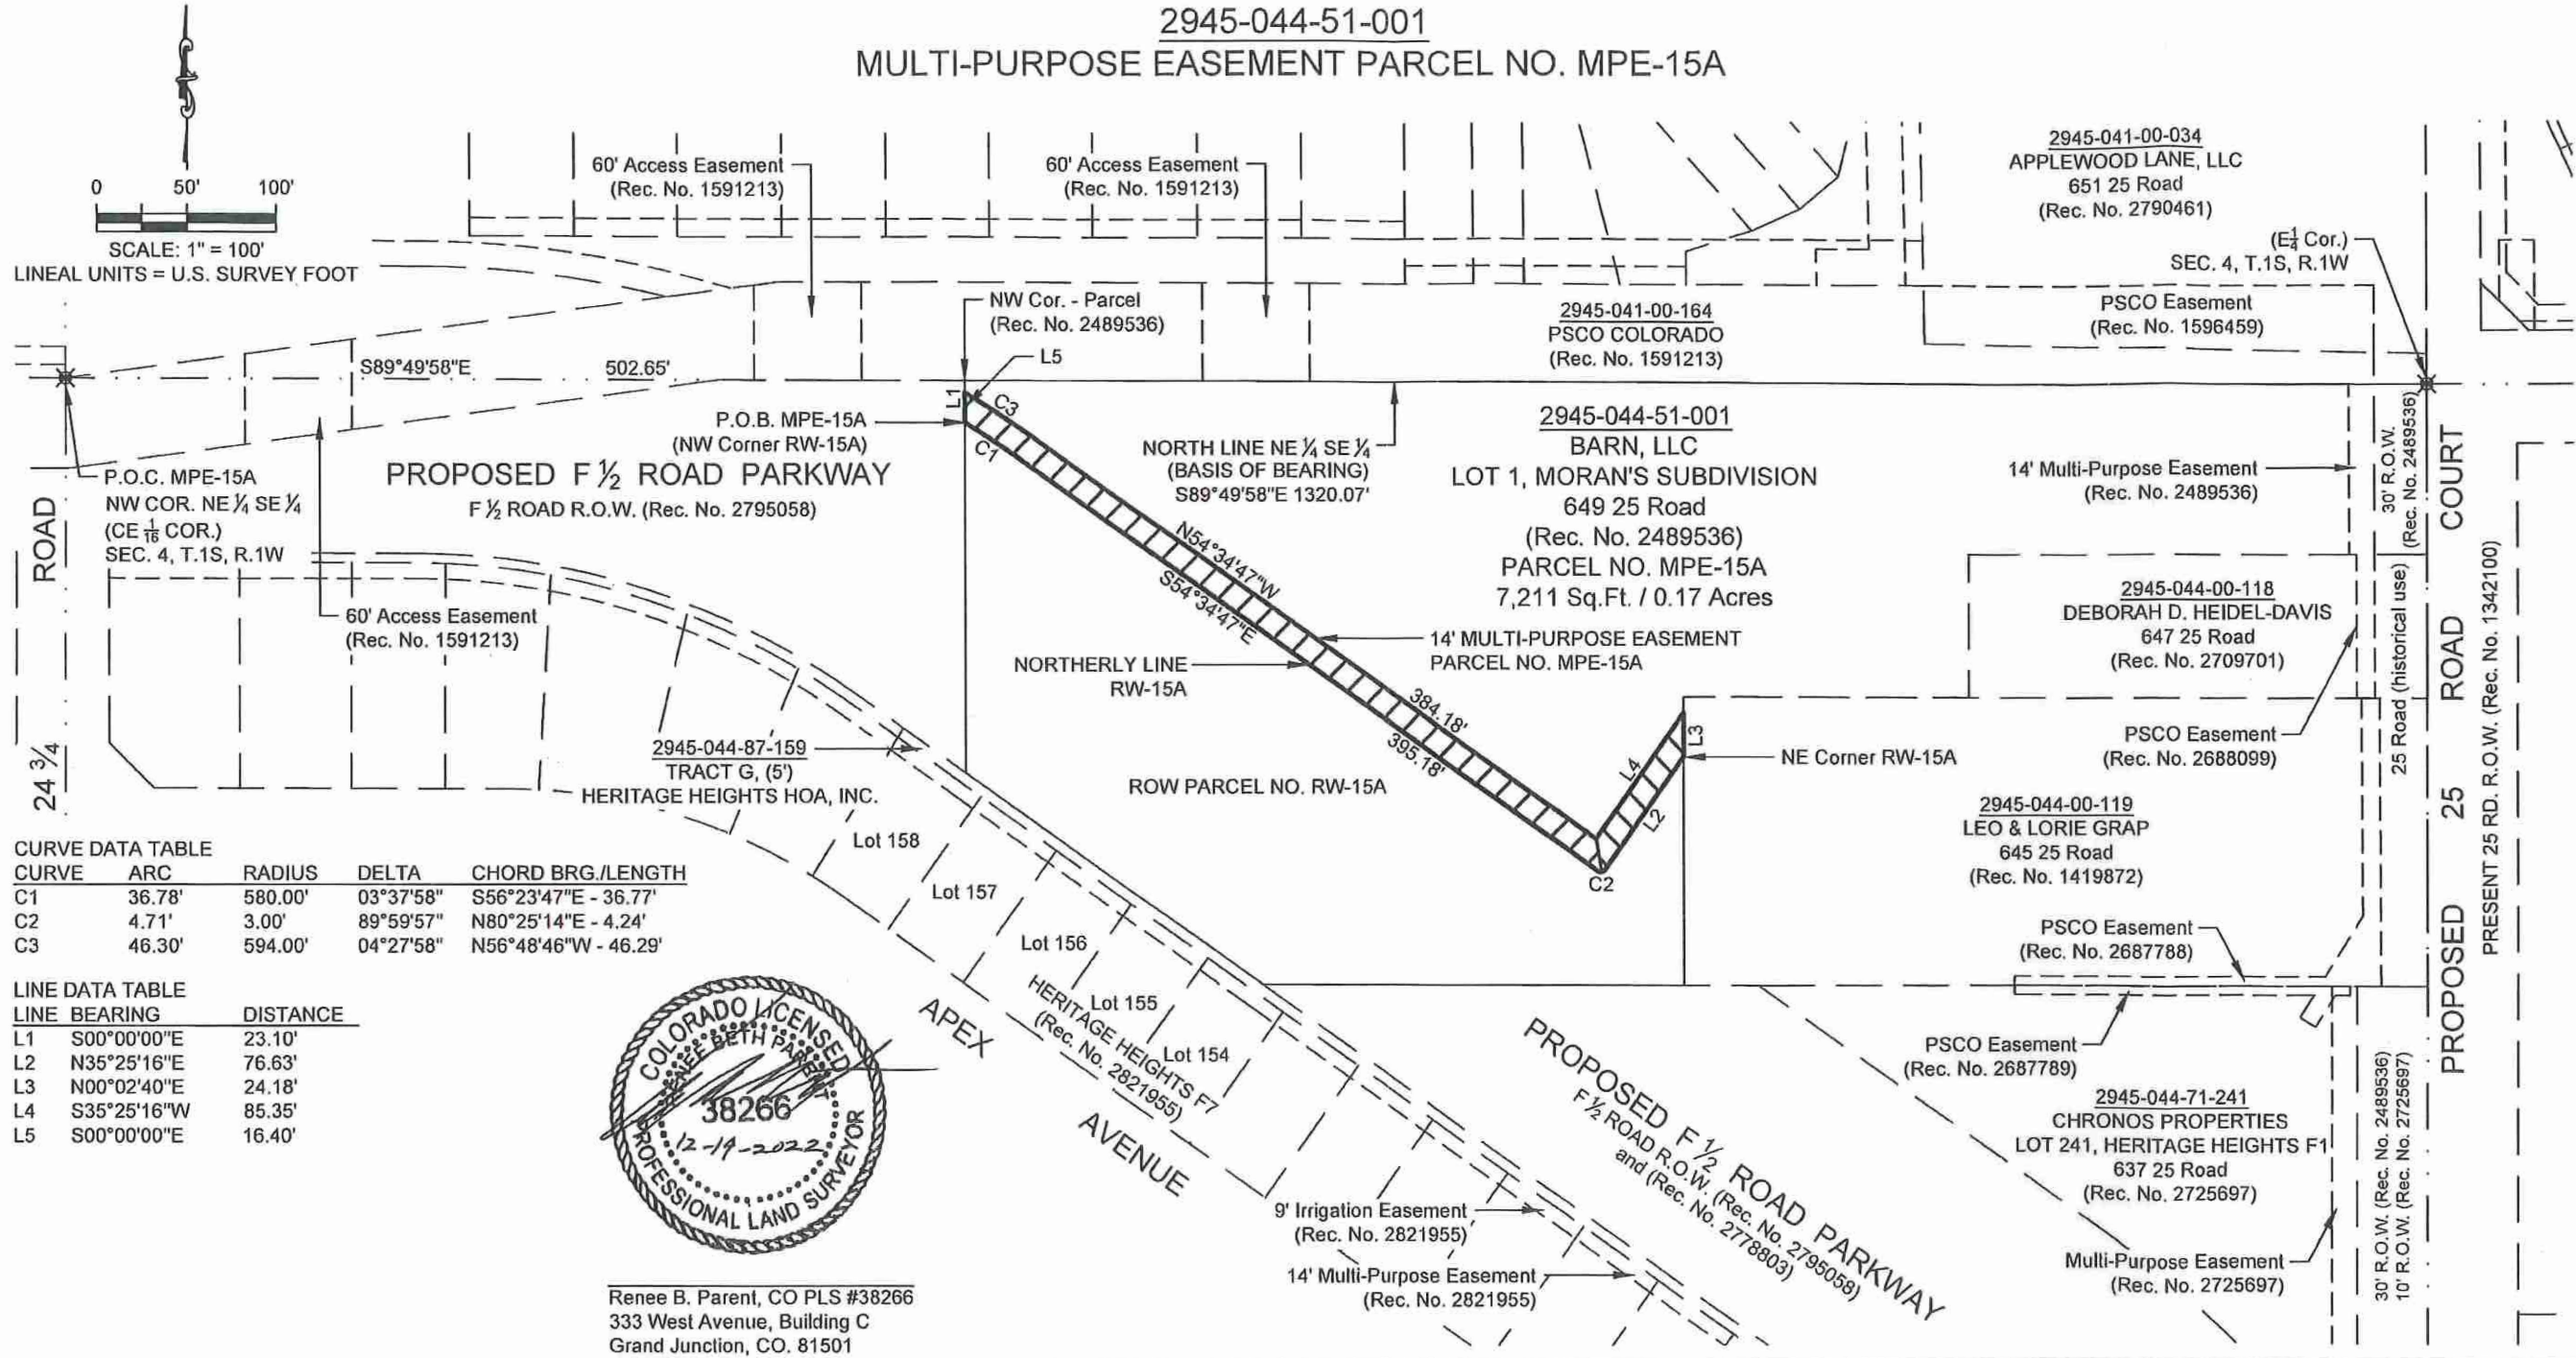 2945-044-51-001
MULTI-PURPOSE EASEMENT PARCEL NO. MPE-15A
0 50' 100'
SCALE: 1" = 100'
LINEAL UNITS = U.S. SURVEY FOOT
60' Access Easement
(Rec. No. 1591213)
60' Access Easement
(Rec. No. 1591213)
2945-041-00-034
APPLEWOOD LANE, LLC
651 25 Road
(Rec. No. 2790461)
(E¼ Cor.)
SEC. 4, T.1S, R.1W
NW Cor. - Parcel
(Rec. No. 2489536)
L5
2945-041-00-164
PSCO COLORADO
(Rec. No. 1591213)
PSCO Easement
(Rec. No. 1596459)
S89°49'58"E 502.65'
L1
C3
C1
P.O.B. MPE-15A
(NW Corner RW-15A)
NORTH LINE NE ¼ SE ¼
(BASIS OF BEARING)
S89°49'58"E 1320.07'
2945-044-51-001
BARN, LLC
LOT 1, MORAN'S SUBDIVISION
649 25 Road
(Rec. No. 2489536)
PARCEL NO. MPE-15A
7,211 Sq.Ft. / 0.17 Acres
14' Multi-Purpose Easement
(Rec. No. 2489536)
30' R.O.W.
(Rec. No. 2489536)
P.O.C. MPE-15A
NW COR. NE ¼ SE ¼
(CE 1/16 COR.)
SEC. 4, T.1S, R.1W
PROPOSED F ½ ROAD PARKWAY
F ½ ROAD R.O.W. (Rec. No. 2795058)
24 ¾ ROAD
60' Access Easement
(Rec. No. 1591213)
N54°34'47"W
S54°34'47"E
384.18'
395.18'
14' MULTI-PURPOSE EASEMENT
PARCEL NO. MPE-15A
NORTHERLY LINE
RW-15A
2945-044-00-118
DEBORAH D. HEIDEL-DAVIS
647 25 Road
(Rec. No. 2709701)
PSCO Easement
(Rec. No. 2688099)
25 Road (historical use)
PROPOSED 25 ROAD COURT
PRESENT 25 RD. R.O.W. (Rec. No. 1342100)
2945-044-87-159
TRACT G, (5')
HERITAGE HEIGHTS HOA, INC.
ROW PARCEL NO. RW-15A
L3
L4
L2
C2
NE Corner RW-15A
2945-044-00-119
LEO & LORIE GRAP
645 25 Road
(Rec. No. 1419872)
PSCO Easement
(Rec. No. 2687788)
PSCO Easement
(Rec. No. 2687789)
CURVE DATA TABLE
CURVE ARC RADIUS DELTA CHORD BRG./LENGTH
C1 36.78' 580.00' 03°37'58" S56°23'47"E - 36.77'
C2 4.71' 3.00' 89°59'57" N80°25'14"E - 4.24'
C3 46.30' 594.00' 04°27'58" N56°48'46"W - 46.29'
LINE DATA TABLE
LINE BEARING DISTANCE
L1 S00°00'00"E 23.10'
L2 N35°25'16"E 76.63'
L3 N00°02'40"E 24.18'
L4 S35°25'16"W 85.35'
L5 S00°00'00"E 16.40'
Lot 158
Lot 157
Lot 156
Lot 155
Lot 154
HERITAGE HEIGHTS F7
(Rec. No. 2821955)
APEX AVENUE
COLORADO LICENSED
RENEE BETH PARENT
38266
12-19-2022
PROFESSIONAL LAND SURVEYOR
PROPOSED F ½ ROAD PARKWAY
F ½ ROAD R.O.W. (Rec. No. 2795058)
and (Rec. No. 2778803)
2945-044-71-241
CHRONOS PROPERTIES
LOT 241, HERITAGE HEIGHTS F1
637 25 Road
(Rec. No. 2725697)
9' Irrigation Easement
(Rec. No. 2821955)
14' Multi-Purpose Easement
(Rec. No. 2821955)
Multi-Purpose Easement
(Rec. No. 2725697)
30' R.O.W. (Rec. No. 2489536)
10' R.O.W. (Rec. No. 2725697)
Renee B. Parent, CO PLS #38266
333 West Avenue, Building C
Grand Junction, CO. 81501